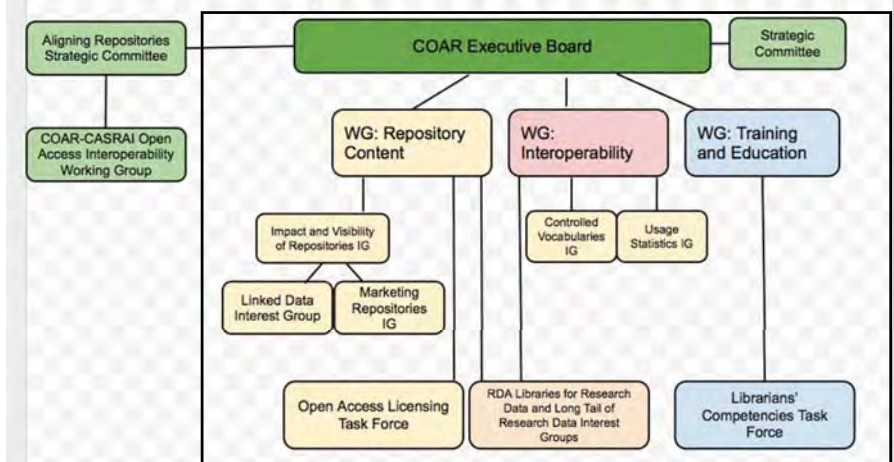 Aligning Repositories
Strategic Committee
COAR Executive Board
Strategic
Committee
COAR-CASRAI Open
Access Interoperability
Working Group
WG: Repository
Content
WG:
Interoperability
WG: Training
and Education
Impact and Visibility
of Repositories IG
Controlled
Vocabularies
IG
Usage
Statistics IG
Linked Data
Interest Group
Marketing
Repositories
IG
Open Access Licensing
Task Force
RDA Libraries for Research
Data and Long Tail of
Research Data Interest
Groups
Librarians'
Competencies Task
Force